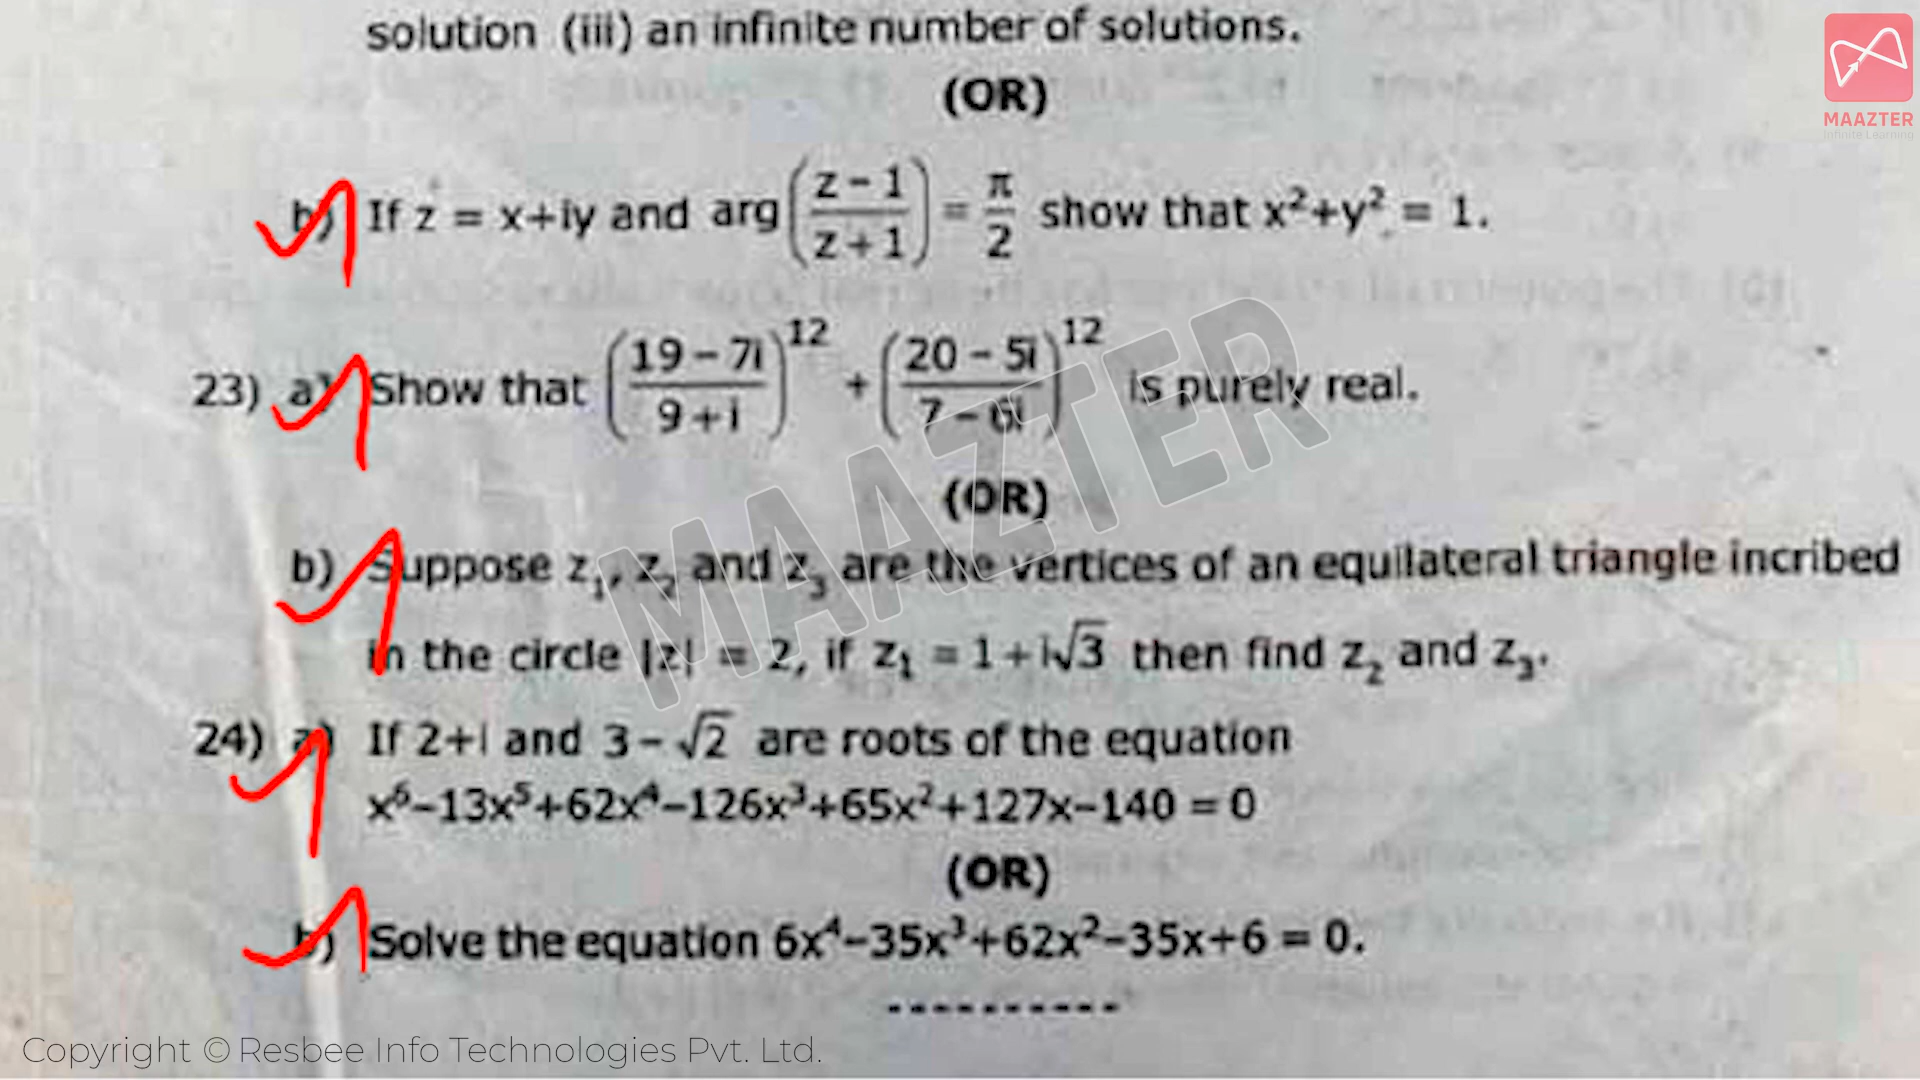 solution (iii) an infinite number of solutions.
(OR)
MAAZTER
Infinite Learning
b) If z = x+iy and arg((z − 1)/(z + 1)) = π/2 show that x²+y² = 1.
23) a) Show that ((19 − 7i)/(9 + i))¹² + ((20 − 5i)/(7 − 6i))¹² is purely real.
(OR)
MAAZTER
b) Suppose z₁, z₂ and z₃ are the vertices of an equilateral triangle incribed
in the circle |z| = 2, if z₁ = 1+i√3 then find z₂ and z₃.
24) a) If 2+i and 3−√2 are roots of the equation
x⁶−13x⁵+62x⁴−126x³+65x²+127x−140 = 0
(OR)
b) Solve the equation 6x⁴−35x³+62x²−35x+6 = 0.
----------
Copyright © Resbee Info Technologies Pvt. Ltd.